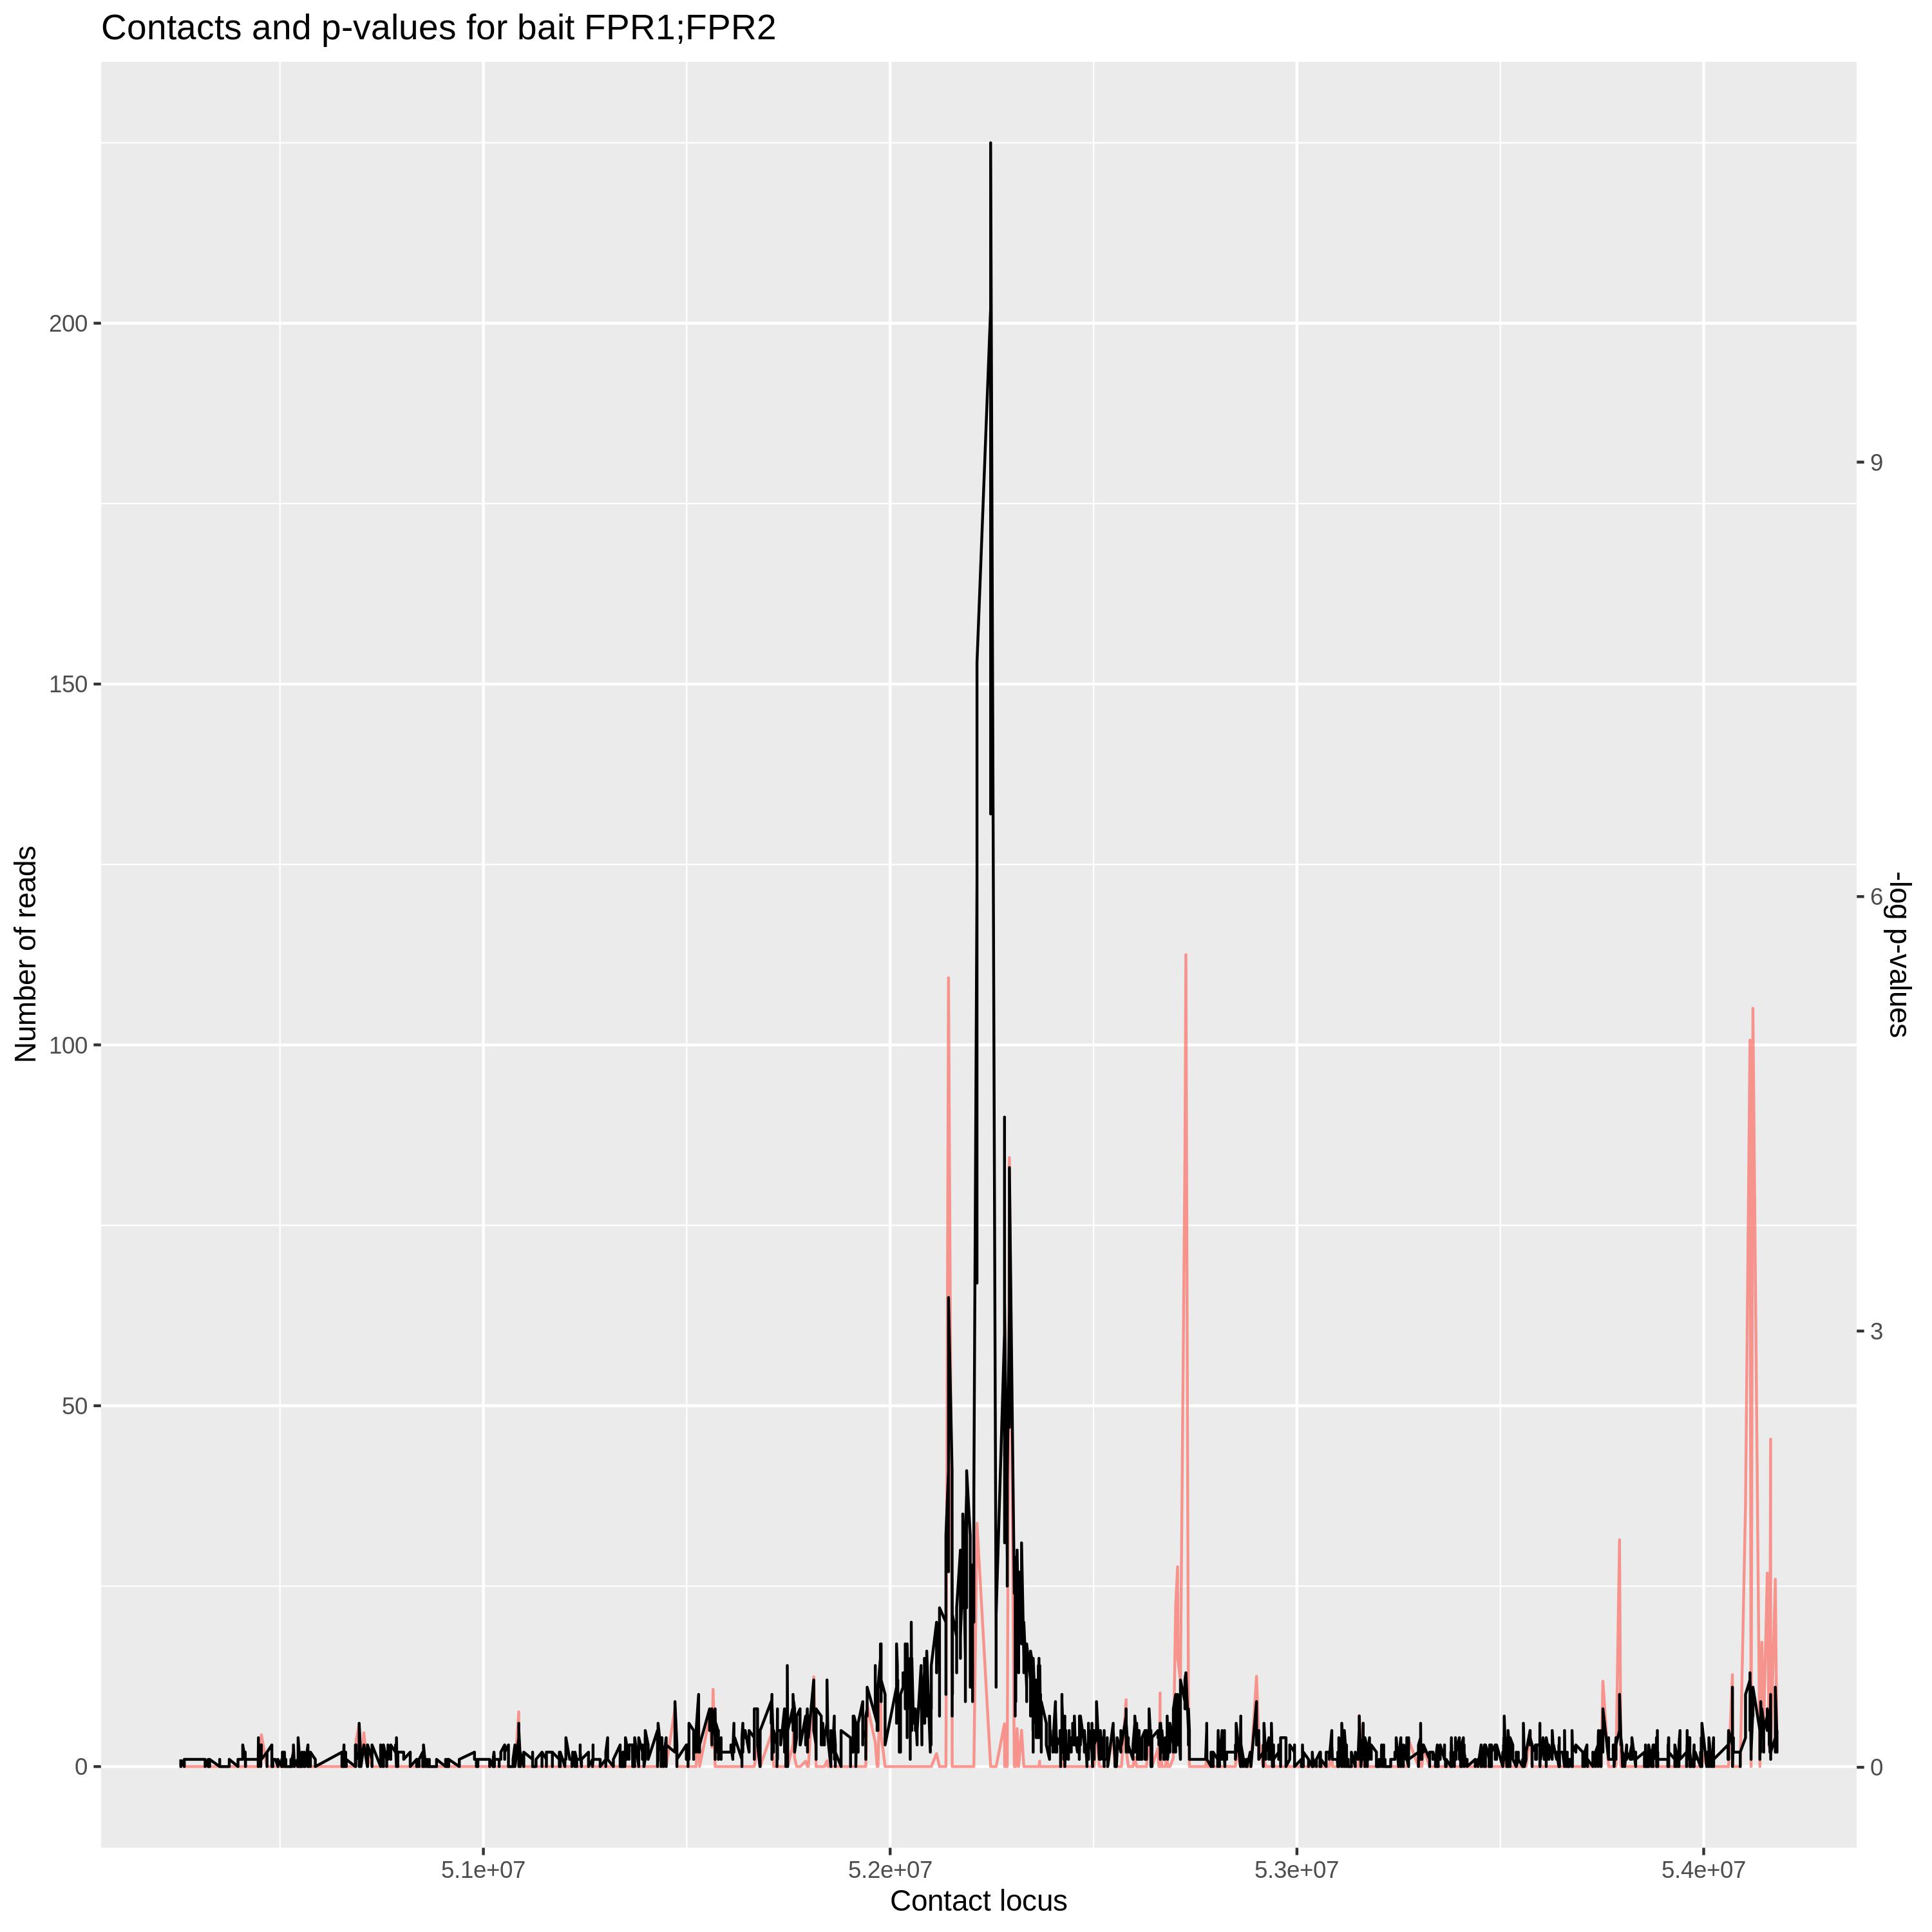 Contacts and p-values for bait FPR1;FPR2
200
150
100
50
0
Number of reads
9
6
3
0
-log p-values
5.1e+07 5.2e+07 5.3e+07 5.4e+07
Contact locus